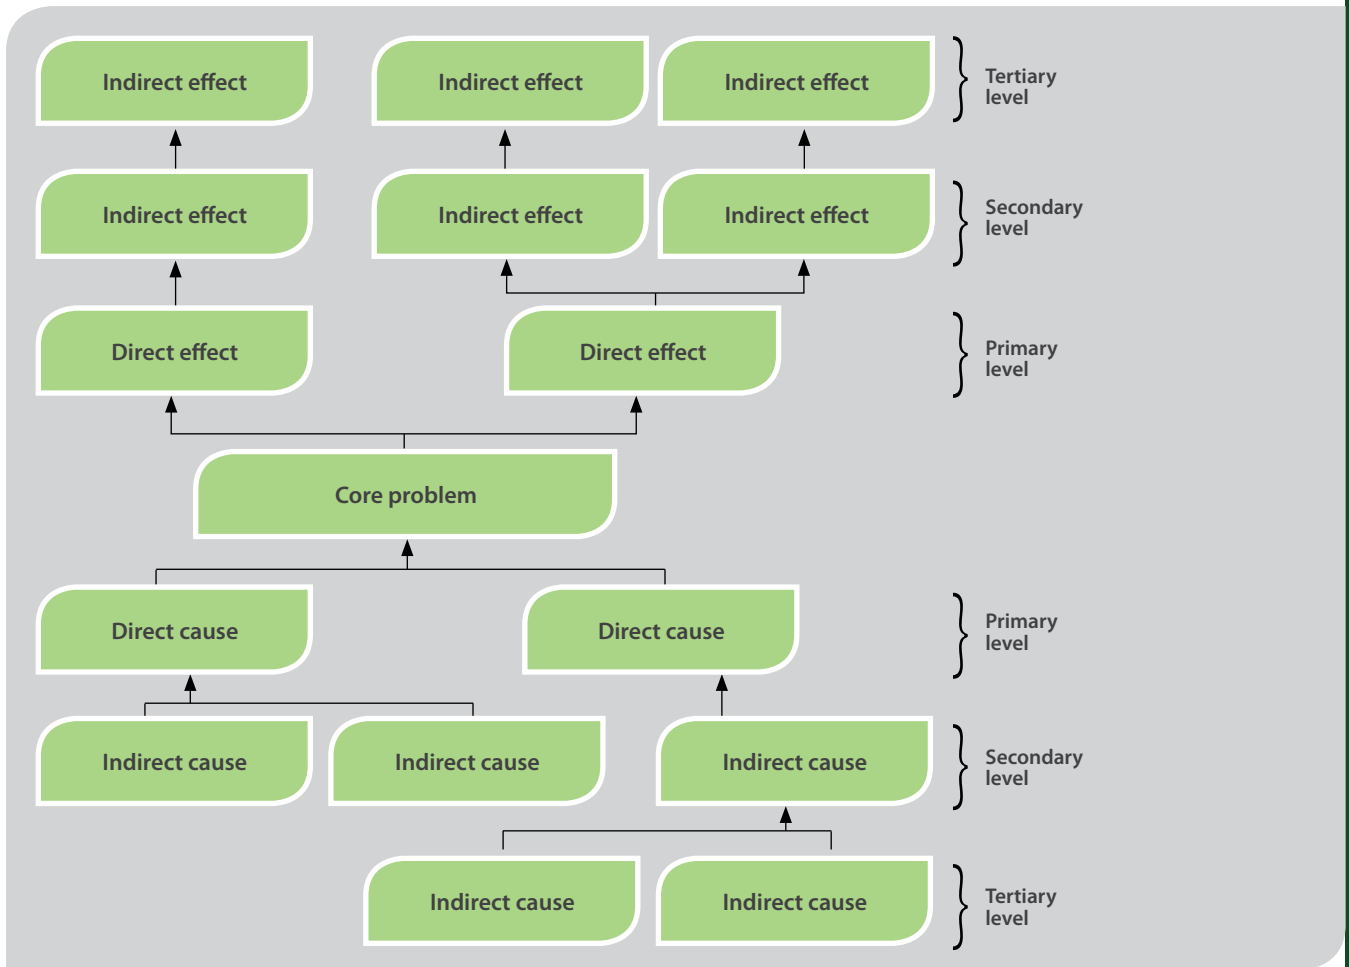 Indirect effect
Indirect effect
Indirect effect
Tertiary
level
Indirect effect
Indirect effect
Indirect effect
Secondary
level
Direct effect
Direct effect
Primary
level
Core problem
Direct cause
Direct cause
Primary
level
Indirect cause
Indirect cause
Indirect cause
Secondary
level
Indirect cause
Indirect cause
Tertiary
level